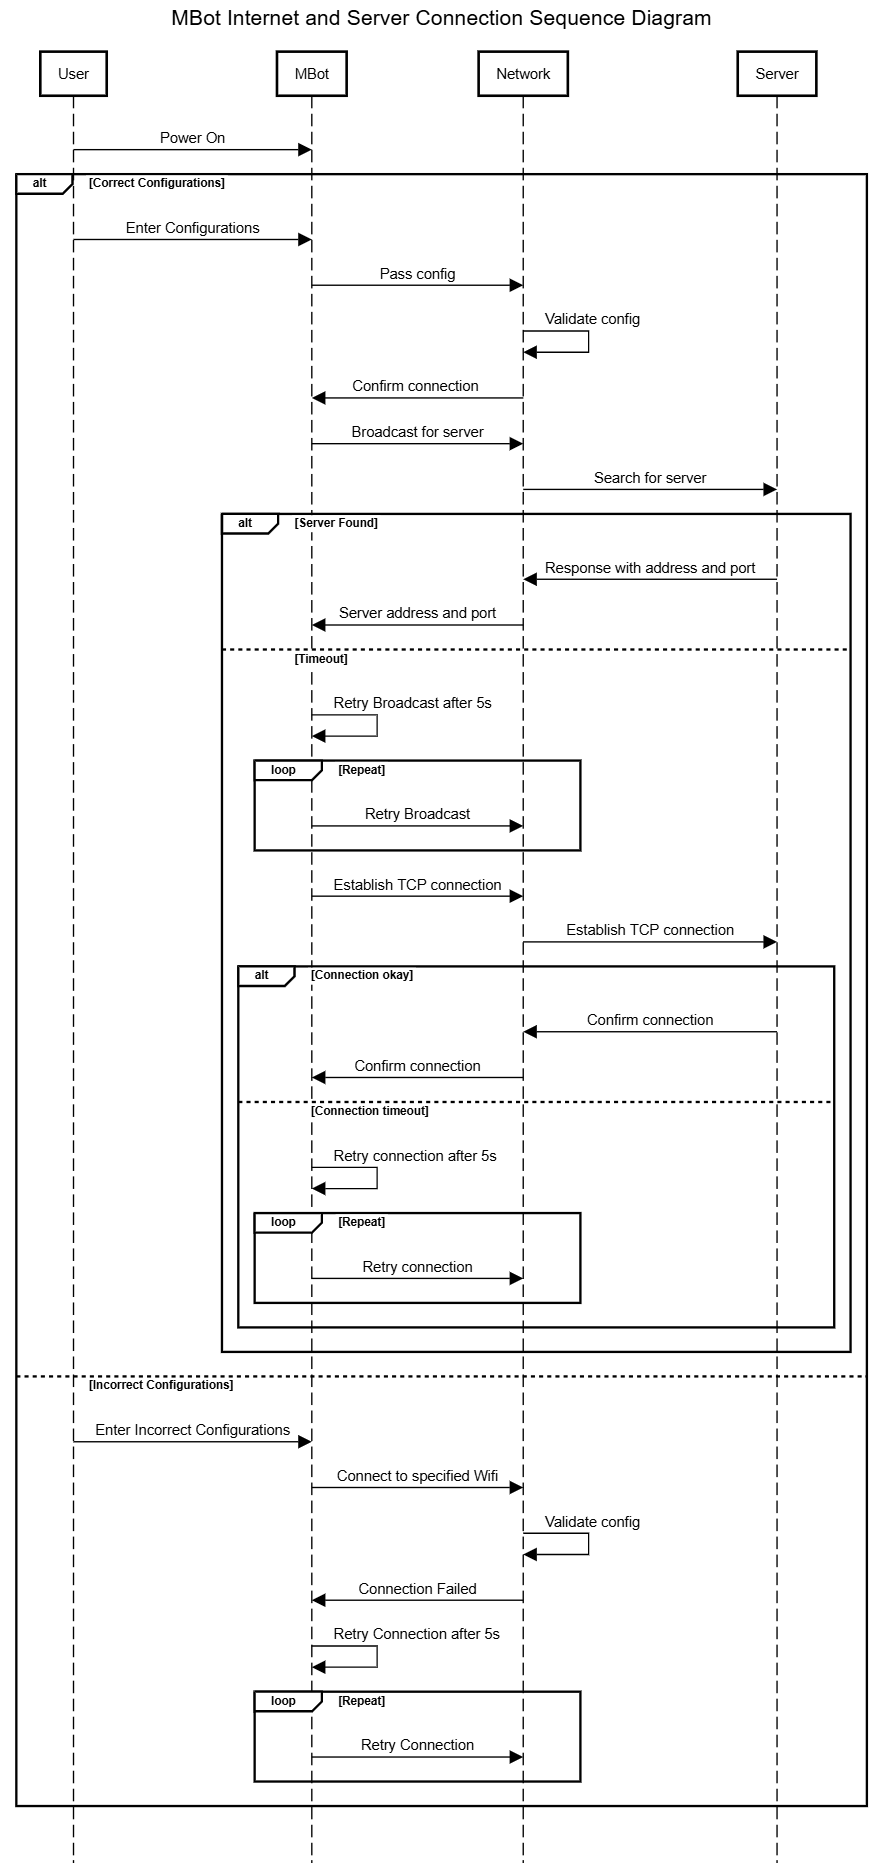 MBot Internet and Server Connection Sequence Diagram
User
MBot
Network
Server
Power On
alt
[Correct Configurations]
Enter Configurations
Pass config
Validate config
Confirm connection
Broadcast for server
Search for server
alt
[Server Found]
Response with address and port
Server address and port
[Timeout]
Retry Broadcast after 5s
loop
[Repeat]
Retry Broadcast
Establish TCP connection
Establish TCP connection
alt
[Connection okay]
Confirm connection
Confirm connection
[Connection timeout]
Retry connection after 5s
loop
[Repeat]
Retry connection
[Incorrect Configurations]
Enter Incorrect Configurations
Connect to specified Wifi
Validate config
Connection Failed
Retry Connection after 5s
loop
[Repeat]
Retry Connection